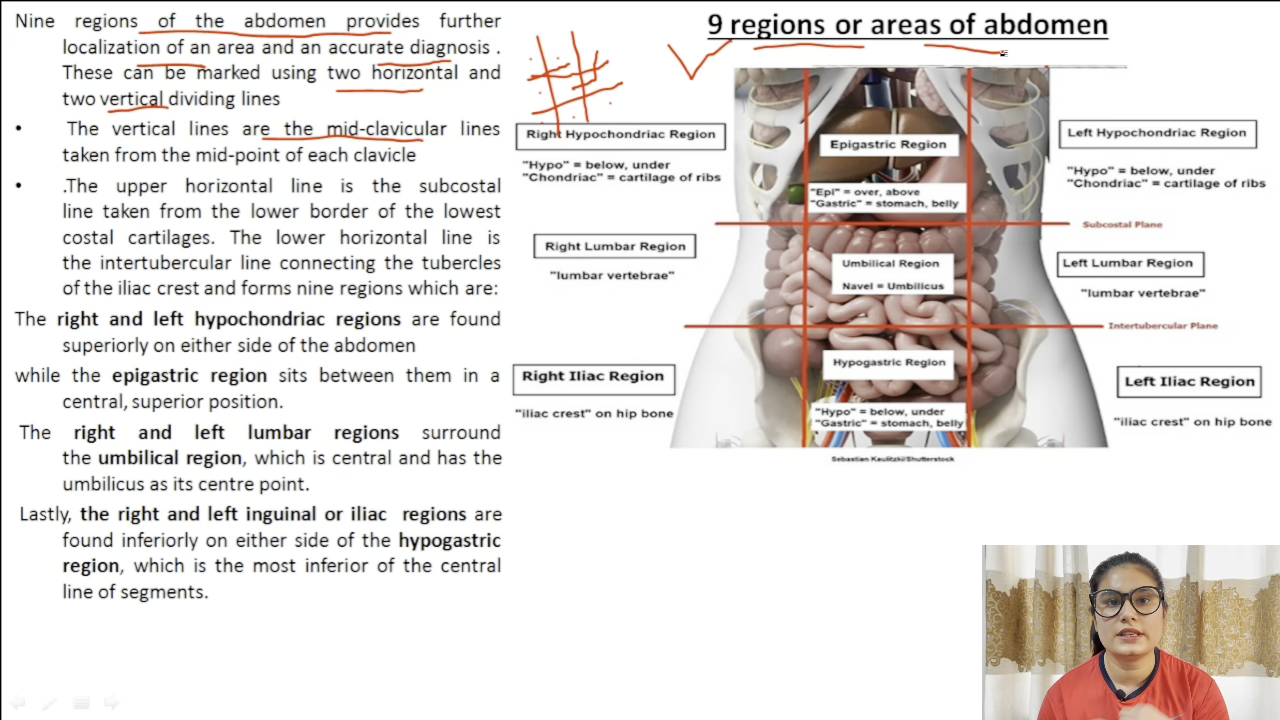 Nine regions of the abdomen provides further
localization of an area and an accurate diagnosis .
These can be marked using two horizontal and
two vertical dividing lines
• The vertical lines are the mid-clavicular lines
taken from the mid-point of each clavicle
• .The upper horizontal line is the subcostal
line taken from the lower border of the lowest
costal cartilages. The lower horizontal line is
the intertubercular line connecting the tubercles
of the iliac crest and forms nine regions which are:
The right and left hypochondriac regions are found
superiorly on either side of the abdomen
while the epigastric region sits between them in a
central, superior position.
The right and left lumbar regions surround
the umbilical region, which is central and has the
umbilicus as its centre point.
Lastly, the right and left inguinal or iliac regions are
found inferiorly on either side of the hypogastric
region, which is the most inferior of the central
line of segments.
9 regions or areas of abdomen
Right Hypochondriac Region
"Hypo" = below, under
"Chondriac" = cartilage of ribs
Epigastric Region
"Epi" = over, above
"Gastric" = stomach, belly
Left Hypochondriac Region
"Hypo" = below, under
"Chondriac" = cartilage of ribs
Subcostal Plane
Right Lumbar Region
"lumbar vertebrae"
Umbilical Region
Navel = Umbilicus
Left Lumbar Region
"lumbar vertebrae"
Intertubercular Plane
Right Iliac Region
"iliac crest" on hip bone
Hypogastric Region
"Hypo" = below, under
"Gastric" = stomach, belly
Left Iliac Region
"iliac crest" on hip bone
Sebastian Kaulitzki/Shutterstock